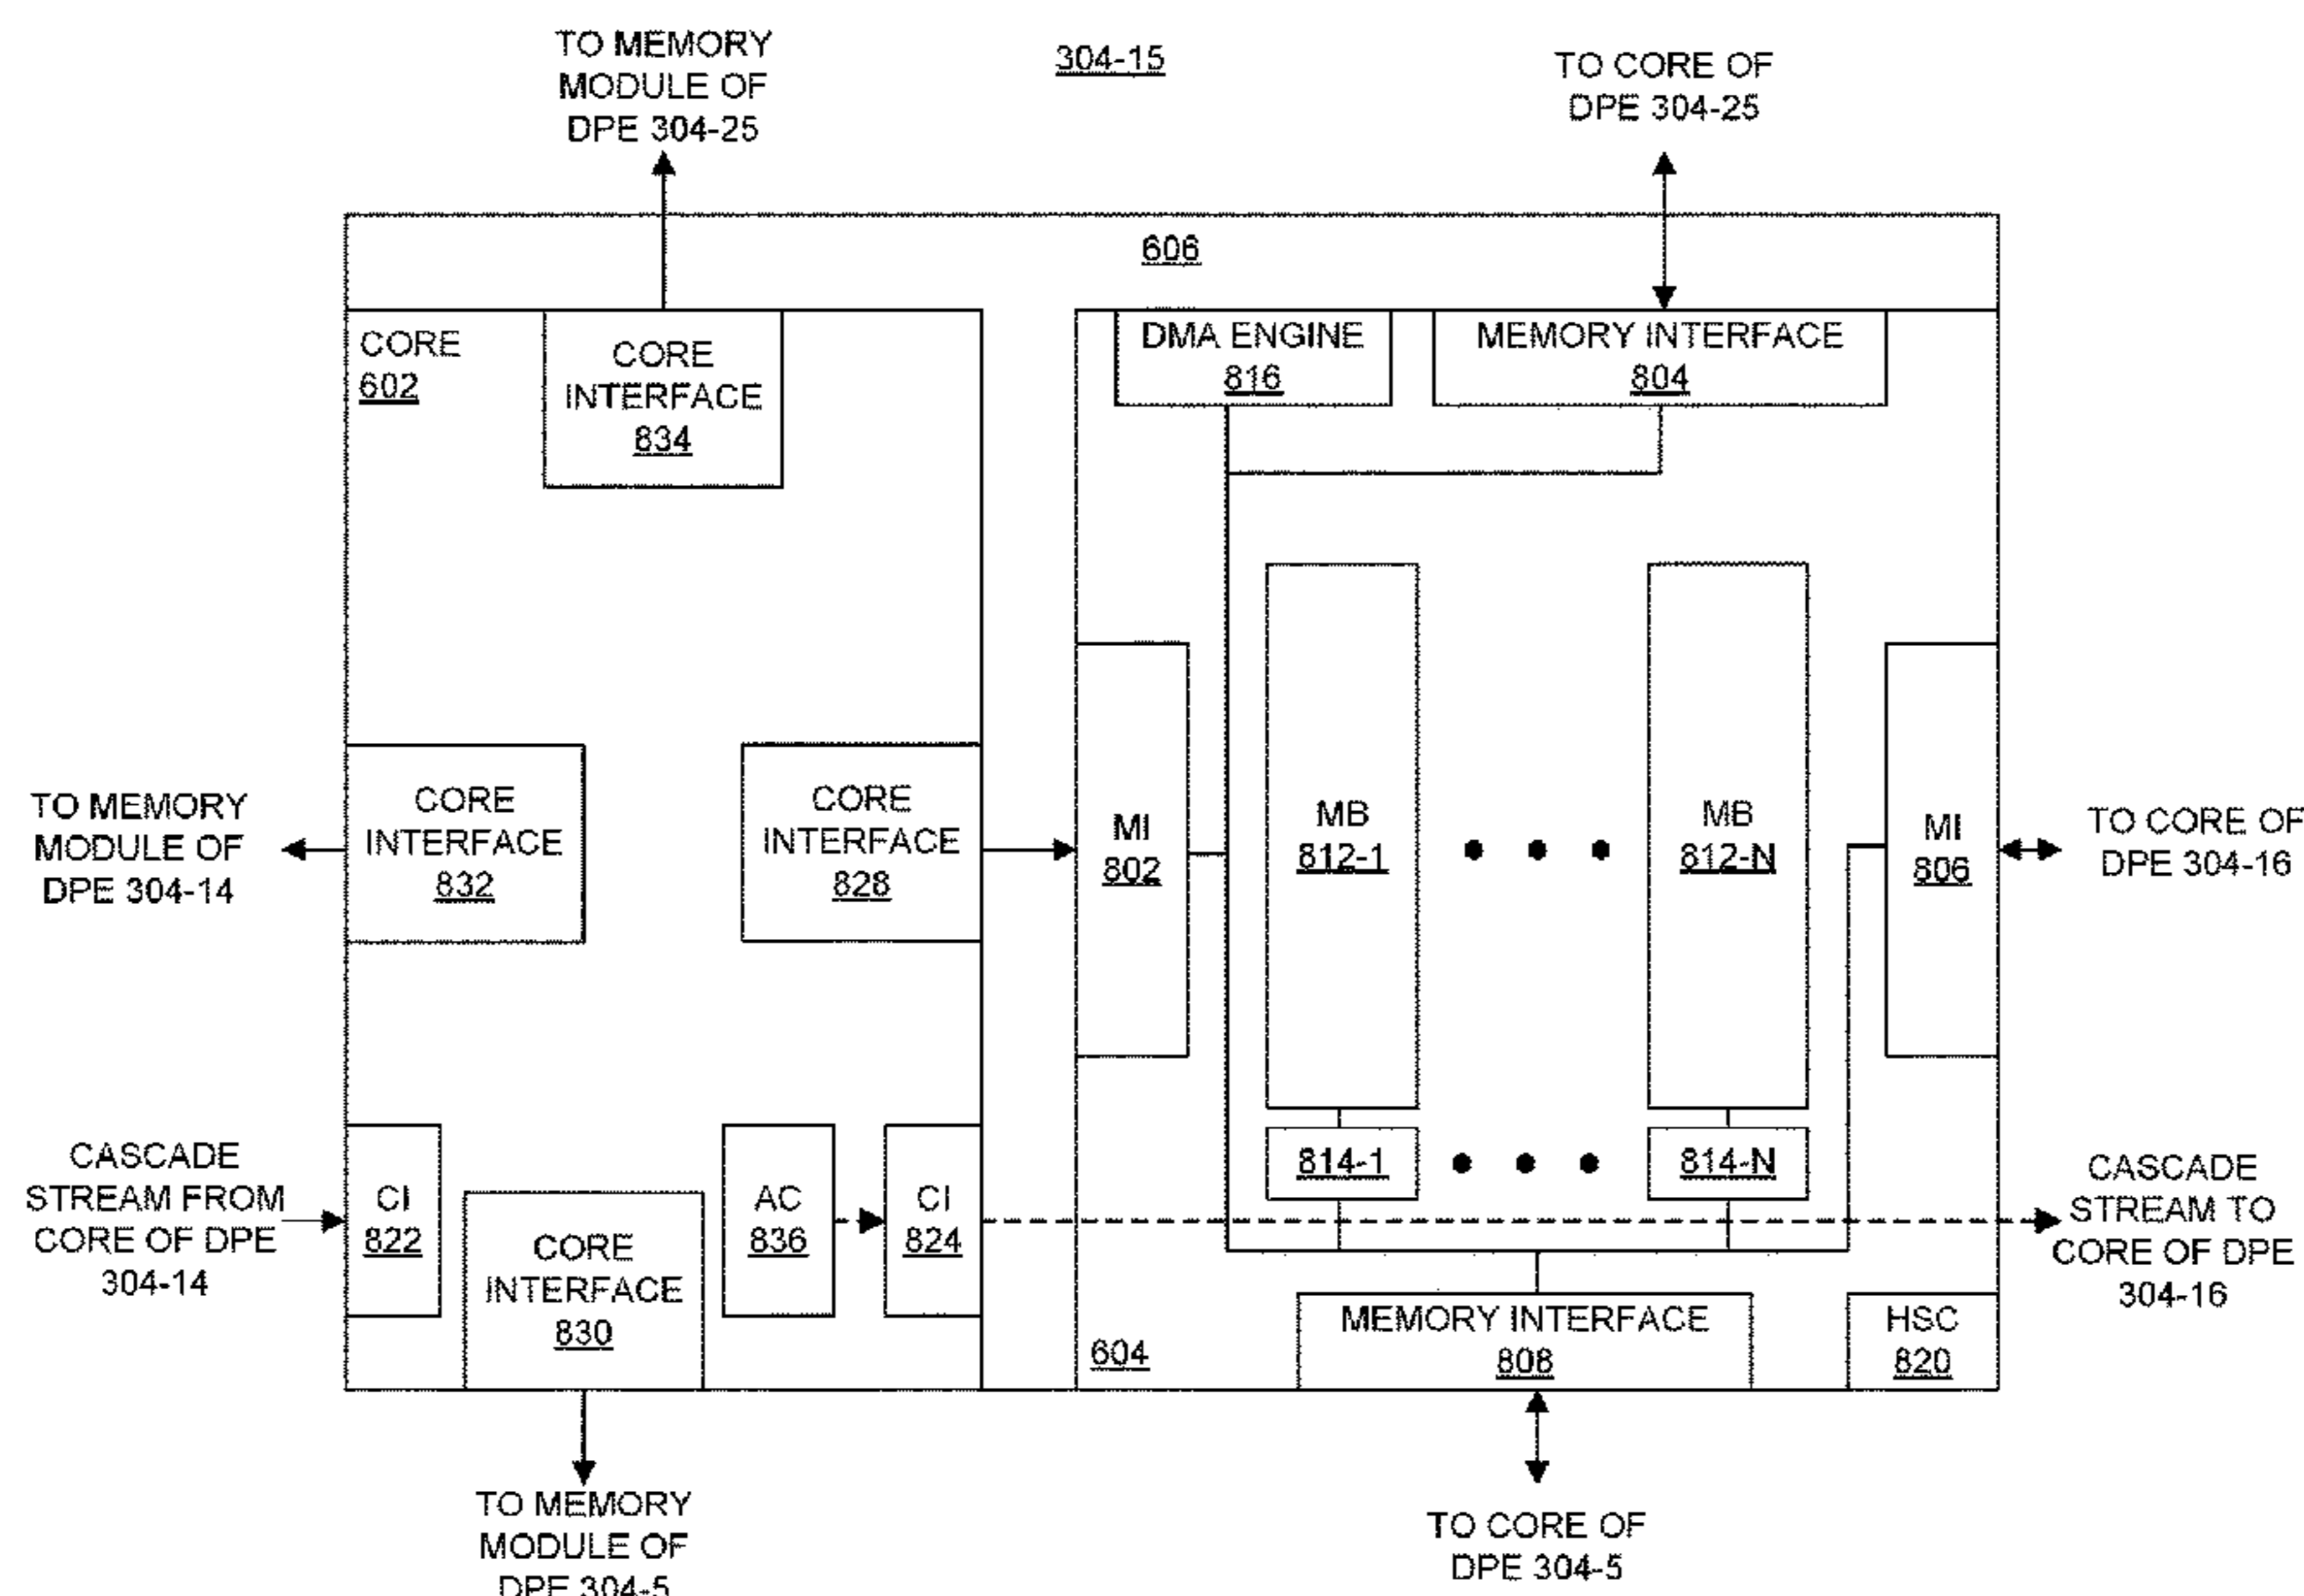 TO MEMORY
MODULE OF
DPE 304-25
304-15
TO CORE OF
DPE 304-25
606
CORE
602
CORE
INTERFACE
834
DMA ENGINE
816
MEMORY INTERFACE
804
TO MEMORY
MODULE OF
DPE 304-14
CORE
INTERFACE
832
CORE
INTERFACE
828
MI
802
MB
812-1
MB
812-N
MI
806
TO CORE OF
DPE 304-16
CASCADE
STREAM FROM
CORE OF DPE
304-14
CI
822
CORE
INTERFACE
830
AC
836
CI
824
814-1
814-N
CASCADE
STREAM TO
CORE OF DPE
304-16
604
MEMORY INTERFACE
808
HSC
820
TO MEMORY
MODULE OF
DPE 304-5
TO CORE OF
DPE 304-5